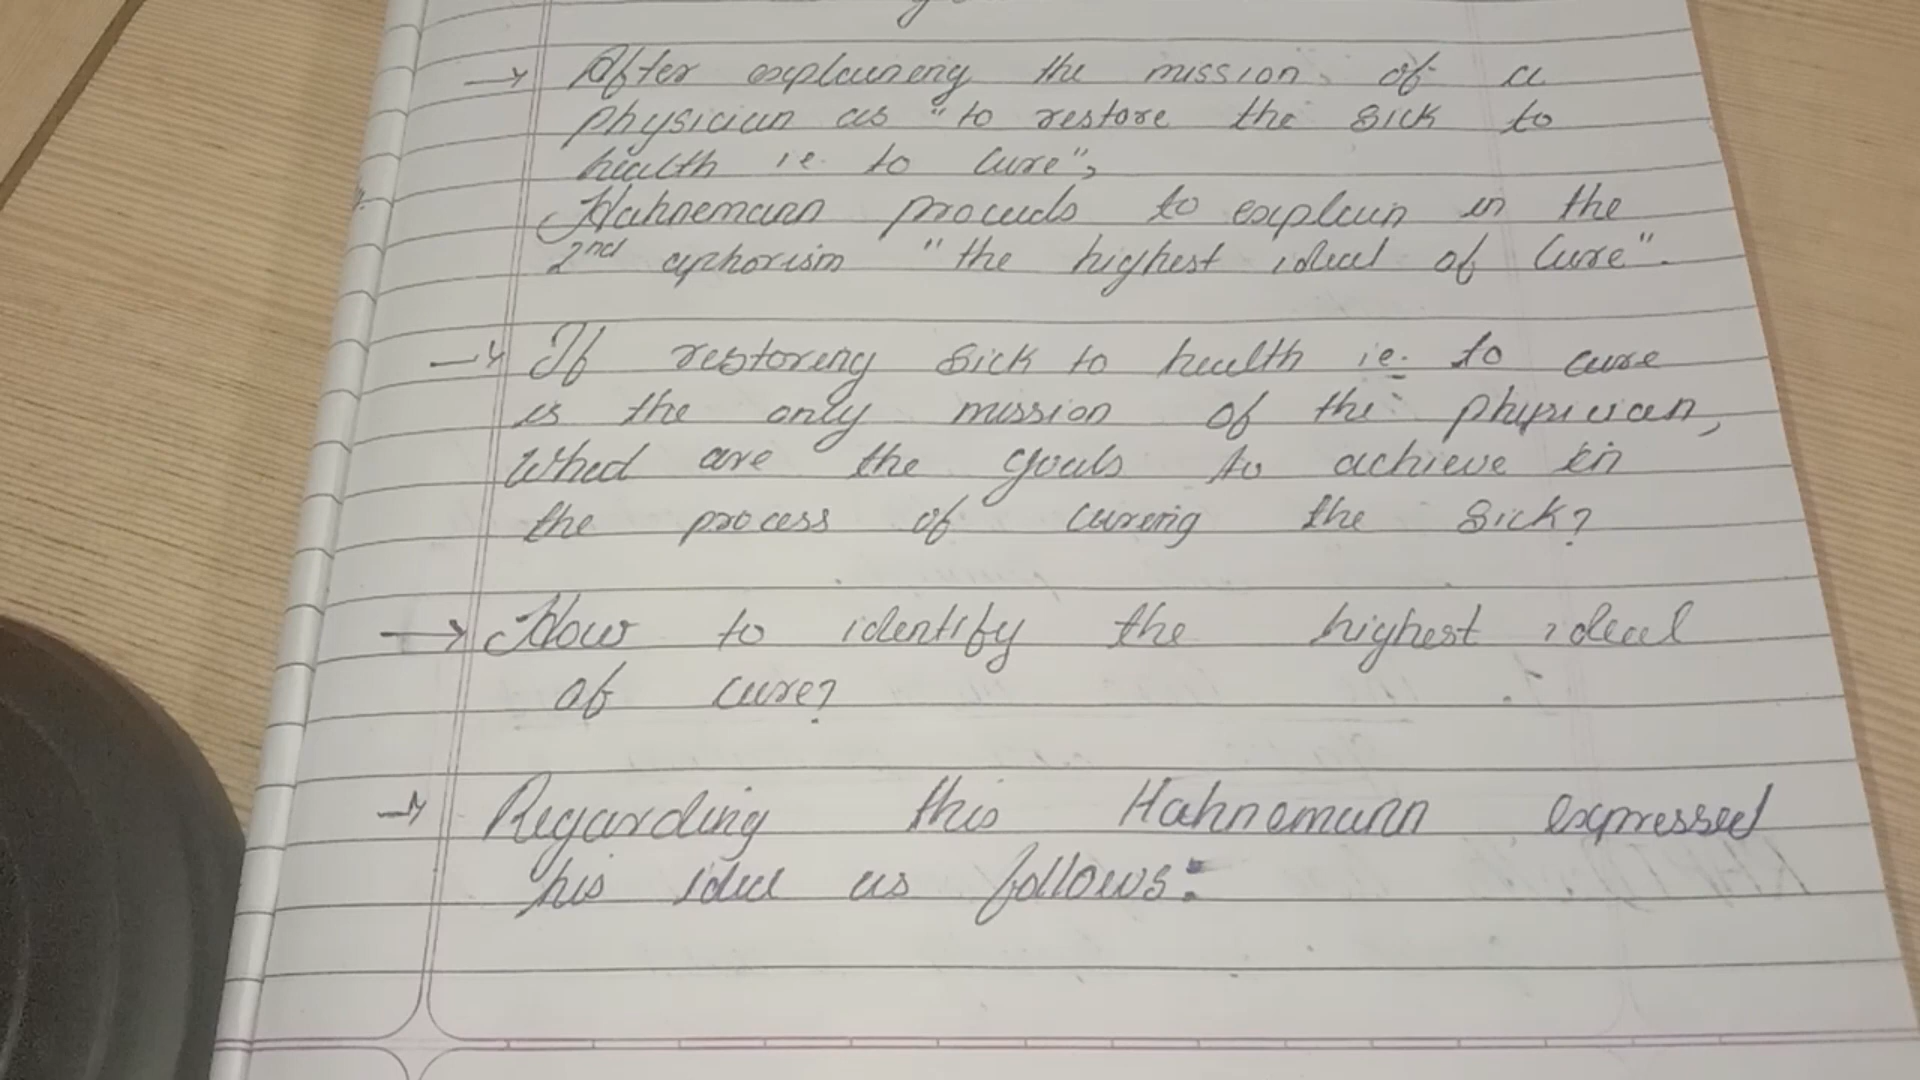 → After explaining the mission of a
physician as "to restore the sick to
health ie. to cure",
Hahnemann proceeds to explain in the
2nd aphorism "the highest ideal of Cure".
→ If restoring sick to health ie. to cure
is the only mission of the physician,
What are the goals to achieve in
the process of cureing the sick?
→ How to identify the highest ideal
of cure?
→ Regarding this Hahnemann expressed
his idea as follows: